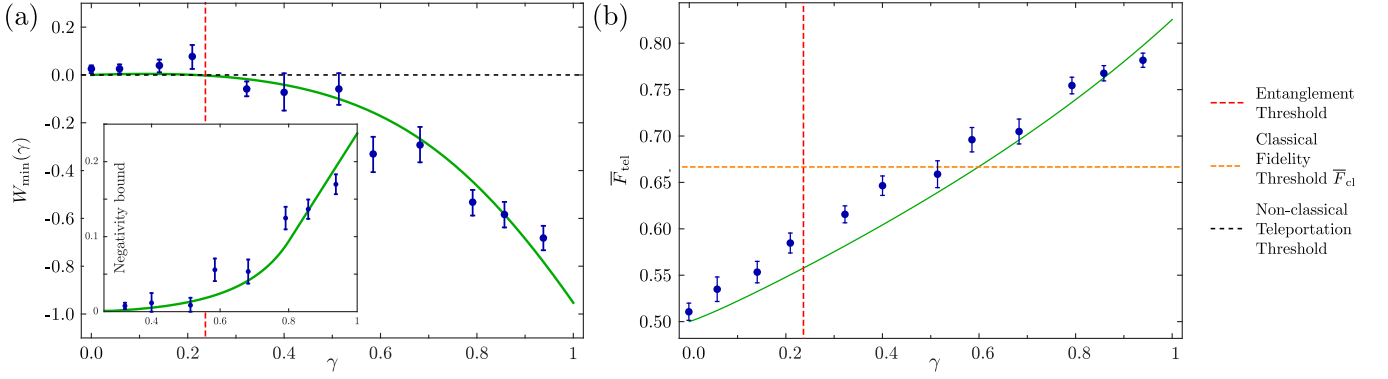 (a)
0.2
0.0
-0.2
-0.4
-0.6
-0.8
-1.0
W_min(γ)
0.0 0.2 0.4 0.6 0.8 1
γ
Negativity bound
0.2
0.1
0
0.4 0.6 0.8 1
(b)
0.80
0.75
0.70
0.65
0.60
0.55
0.50
F̅_tel
0.0 0.2 0.4 0.6 0.8 1
γ
Entanglement
Threshold
Classical
Fidelity
Threshold F̅_cl
Non-classical
Teleportation
Threshold